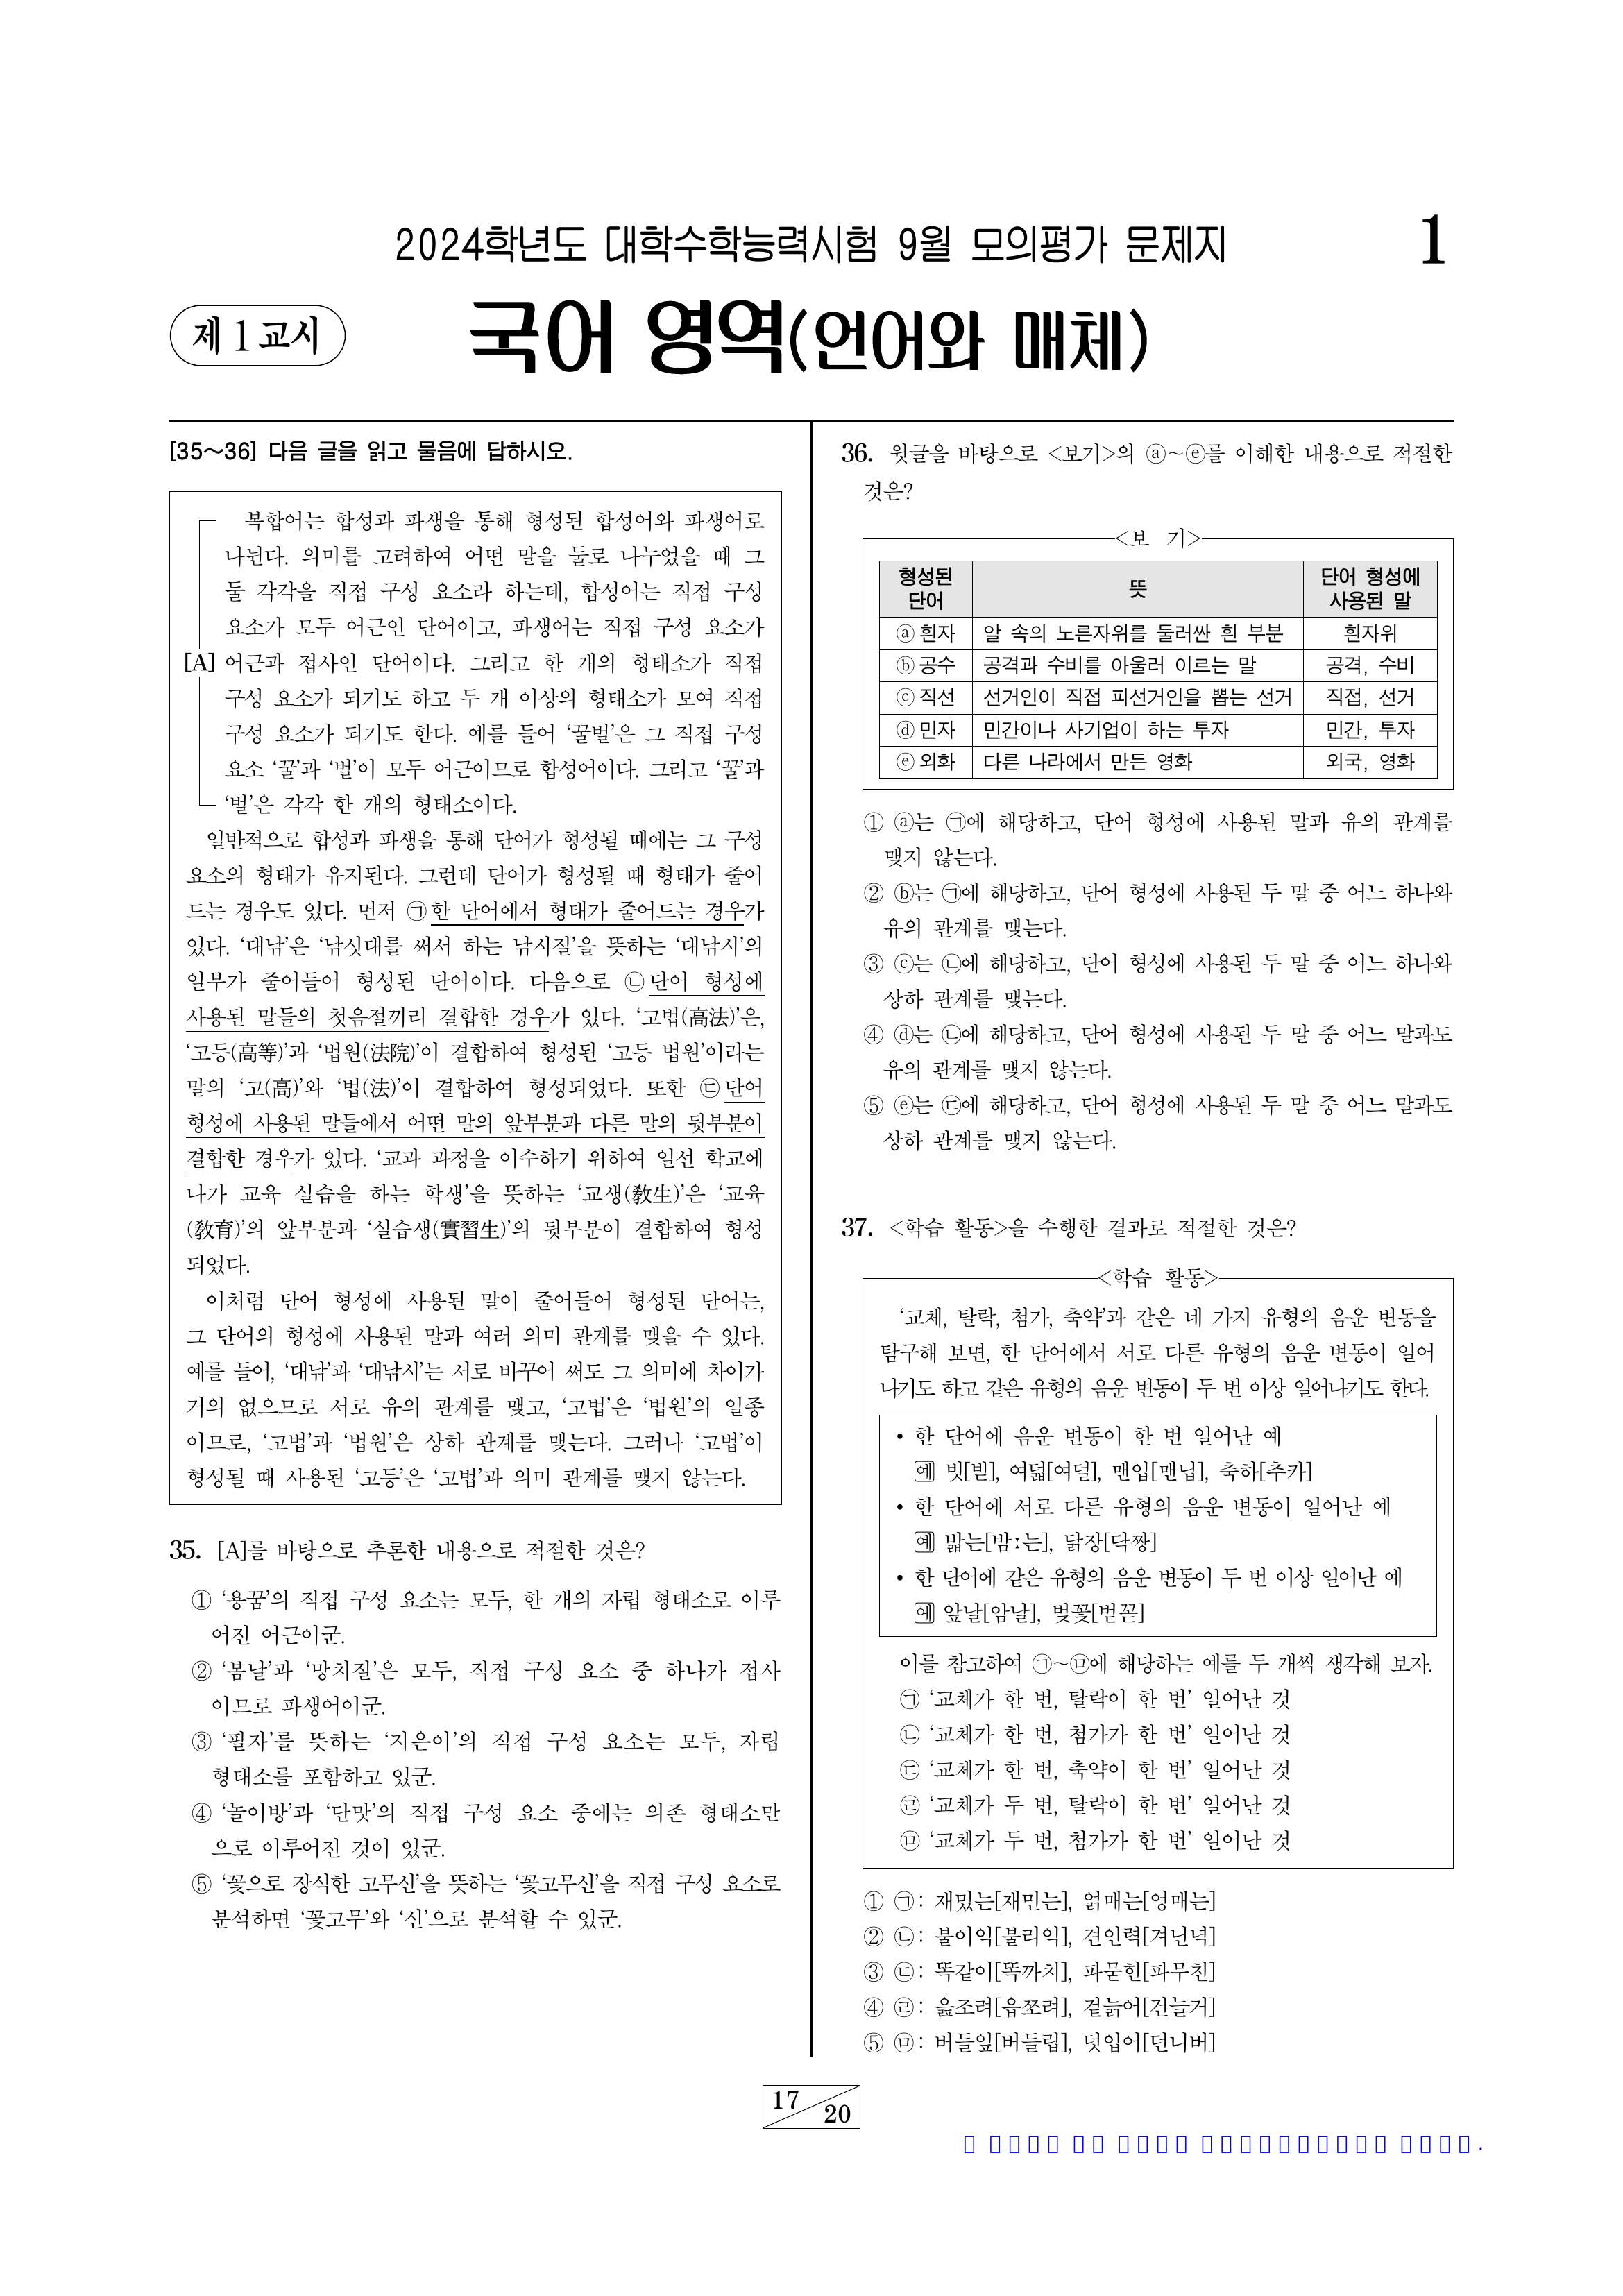 2024학년도 대학수학능력시험 9월 모의평가 문제지
1
제 1 교시
국어 영역(언어와 매체)
[35～36] 다음 글을 읽고 물음에 답하시오.
복합어는 합성과 파생을 통해 형성된 합성어와 파생어로
나뉜다. 의미를 고려하여 어떤 말을 둘로 나누었을 때 그
둘 각각을 직접 구성 요소라 하는데, 합성어는 직접 구성
요소가 모두 어근인 단어이고, 파생어는 직접 구성 요소가
[A] 어근과 접사인 단어이다. 그리고 한 개의 형태소가 직접
구성 요소가 되기도 하고 두 개 이상의 형태소가 모여 직접
구성 요소가 되기도 한다. 예를 들어 ‘꿀벌’은 그 직접 구성
요소 ‘꿀’과 ‘벌’이 모두 어근이므로 합성어이다. 그리고 ‘꿀’과
‘벌’은 각각 한 개의 형태소이다.
일반적으로 합성과 파생을 통해 단어가 형성될 때에는 그 구성
요소의 형태가 유지된다. 그런데 단어가 형성될 때 형태가 줄어
드는 경우도 있다. 먼저 ㉠한 단어에서 형태가 줄어드는 경우가
있다. ‘대낚’은 ‘낚싯대를 써서 하는 낚시질’을 뜻하는 ‘대낚시’의
일부가 줄어들어 형성된 단어이다. 다음으로 ㉡단어 형성에
사용된 말들의 첫음절끼리 결합한 경우가 있다. ‘고법(高法)’은,
‘고등(高等)’과 ‘법원(法院)’이 결합하여 형성된 ‘고등 법원’이라는
말의 ‘고(高)’와 ‘법(法)’이 결합하여 형성되었다. 또한 ㉢단어
형성에 사용된 말들에서 어떤 말의 앞부분과 다른 말의 뒷부분이
결합한 경우가 있다. ‘교과 과정을 이수하기 위하여 일선 학교에
나가 교육 실습을 하는 학생’을 뜻하는 ‘교생(敎生)’은 ‘교육
(敎育)’의 앞부분과 ‘실습생(實習生)’의 뒷부분이 결합하여 형성
되었다.
이처럼 단어 형성에 사용된 말이 줄어들어 형성된 단어는,
그 단어의 형성에 사용된 말과 여러 의미 관계를 맺을 수 있다.
예를 들어, ‘대낚’과 ‘대낚시’는 서로 바꾸어 써도 그 의미에 차이가
거의 없으므로 서로 유의 관계를 맺고, ‘고법’은 ‘법원’의 일종
이므로, ‘고법’과 ‘법원’은 상하 관계를 맺는다. 그러나 ‘고법’이
형성될 때 사용된 ‘고등’은 ‘고법’과 의미 관계를 맺지 않는다.
35. [A]를 바탕으로 추론한 내용으로 적절한 것은?
① ‘용꿈’의 직접 구성 요소는 모두, 한 개의 자립 형태소로 이루
어진 어근이군.
② ‘봄날’과 ‘망치질’은 모두, 직접 구성 요소 중 하나가 접사
이므로 파생어이군.
③ ‘필자’를 뜻하는 ‘지은이’의 직접 구성 요소는 모두, 자립
형태소를 포함하고 있군.
④ ‘놀이방’과 ‘단맛’의 직접 구성 요소 중에는 의존 형태소만
으로 이루어진 것이 있군.
⑤ ‘꽃으로 장식한 고무신’을 뜻하는 ‘꽃고무신’을 직접 구성 요소로
분석하면 ‘꽃고무’와 ‘신’으로 분석할 수 있군.
36. 윗글을 바탕으로 <보기>의 ⓐ～ⓔ를 이해한 내용으로 적절한
것은?
<보 기>
형성된 단어 뜻 단어 형성에 사용된 말
ⓐ 흰자 알 속의 노른자위를 둘러싼 흰 부분 흰자위
ⓑ 공수 공격과 수비를 아울러 이르는 말 공격, 수비
ⓒ 직선 선거인이 직접 피선거인을 뽑는 선거 직접, 선거
ⓓ 민자 민간이나 사기업이 하는 투자 민간, 투자
ⓔ 외화 다른 나라에서 만든 영화 외국, 영화
① ⓐ는 ㉠에 해당하고, 단어 형성에 사용된 말과 유의 관계를
맺지 않는다.
② ⓑ는 ㉠에 해당하고, 단어 형성에 사용된 두 말 중 어느 하나와
유의 관계를 맺는다.
③ ⓒ는 ㉡에 해당하고, 단어 형성에 사용된 두 말 중 어느 하나와
상하 관계를 맺는다.
④ ⓓ는 ㉡에 해당하고, 단어 형성에 사용된 두 말 중 어느 말과도
유의 관계를 맺지 않는다.
⑤ ⓔ는 ㉢에 해당하고, 단어 형성에 사용된 두 말 중 어느 말과도
상하 관계를 맺지 않는다.
37. <학습 활동>을 수행한 결과로 적절한 것은?
<학습 활동>
‘교체, 탈락, 첨가, 축약’과 같은 네 가지 유형의 음운 변동을
탐구해 보면, 한 단어에서 서로 다른 유형의 음운 변동이 일어
나기도 하고 같은 유형의 음운 변동이 두 번 이상 일어나기도 한다.
• 한 단어에 음운 변동이 한 번 일어난 예
예 빗[빋], 여덟[여덜], 맨입[맨닙], 축하[추카]
• 한 단어에 서로 다른 유형의 음운 변동이 일어난 예
예 밟는[밤ː는], 닭장[닥짱]
• 한 단어에 같은 유형의 음운 변동이 두 번 이상 일어난 예
예 앞날[암날], 벚꽃[벋꼳]
이를 참고하여 ㉠～㉤에 해당하는 예를 두 개씩 생각해 보자.
㉠ ‘교체가 한 번, 탈락이 한 번’ 일어난 것
㉡ ‘교체가 한 번, 첨가가 한 번’ 일어난 것
㉢ ‘교체가 한 번, 축약이 한 번’ 일어난 것
㉣ ‘교체가 두 번, 탈락이 한 번’ 일어난 것
㉤ ‘교체가 두 번, 첨가가 한 번’ 일어난 것
① ㉠: 재밌는[재민는], 얽매는[엉매는]
② ㉡: 불이익[불리익], 견인력[겨닌녁]
③ ㉢: 똑같이[똑까치], 파묻힌[파무친]
④ ㉣: 읊조려[읍쪼려], 겉늙어[건늘거]
⑤ ㉤: 버들잎[버들립], 덧입어[던니버]
17
20